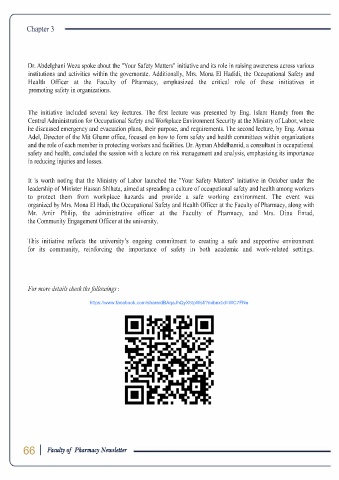 Chapter 3
Dr. Abdelghani Weza spoke about the "Your Safety Matters" initiative and its role in raising awareness across various
institutions and activities within the governorate. Additionally, Mrs. Mona El Hadidi, the Occupational Safety and
Health Officer at the Faculty of Pharmacy, emphasized the critical role of these initiatives in
promoting safety in organizations.
The initiative included several key lectures. The first lecture was presented by Eng. Islam Hamdy from the
Central Administration for Occupational Safety and Workplace Environment Security at the Ministry of Labor, where
he discussed emergency and evacuation plans, their purpose, and requirements. The second lecture, by Eng. Asmaa
Adel, Director of the Mit Ghamr office, focused on how to form safety and health committees within organizations
and the role of each member in protecting workers and facilities. Dr. Ayman Abdelhamid, a consultant in occupational
safety and health, concluded the session with a lecture on risk management and analysis, emphasizing its importance
in reducing injuries and losses.
It is worth noting that the Ministry of Labor launched the "Your Safety Matters" initiative in October under the
leadership of Minister Hassan Shihata, aimed at spreading a culture of occupational safety and health among workers
to protect them from workplace hazards and provide a safe working environment. The event was
organized by Mrs. Mona El Hadi, the Occupational Safety and Health Officer at the Faculty of Pharmacy, along with
Mr. Amir Philip, the administrative officer at the Faculty of Pharmacy, and Mrs. Dina Emad,
the Community Engagement Officer at the university.
This initiative reflects the university's ongoing commitment to creating a safe and supportive environment
for its community, reinforcing the importance of safety in both academic and work-related settings.
For more details check the followings :
66 Faculty of Pharmacy Newsletter